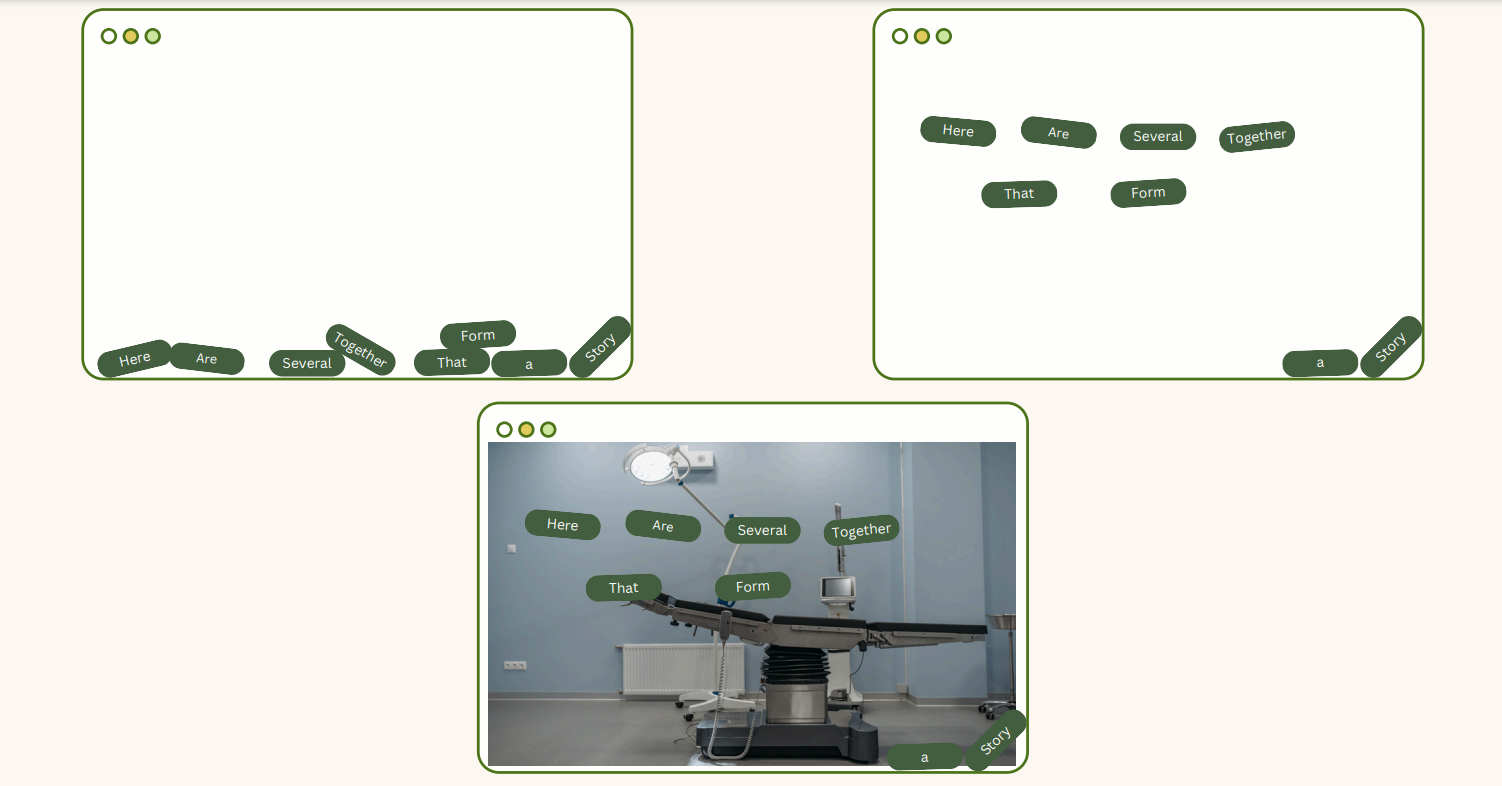 Here Are Several Together Form That a Story
Here Are Several Together
That Form
a Story
Here Are Several Together
That Form
a Story